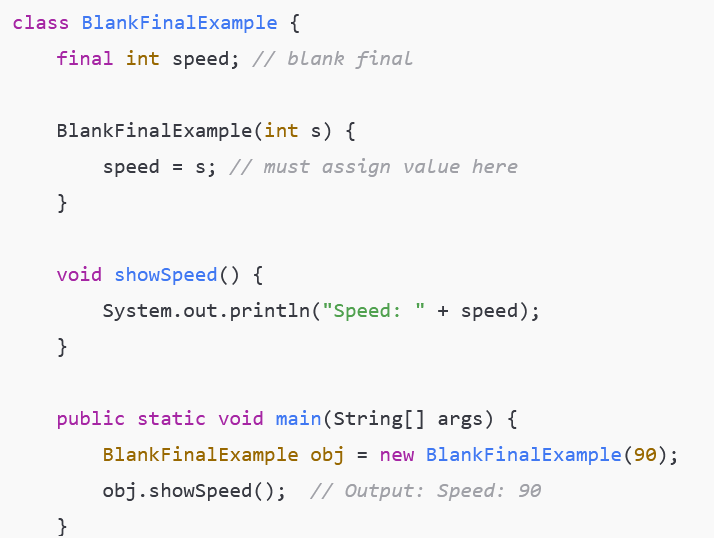 class BlankFinalExample {
    final int speed; // blank final

    BlankFinalExample(int s) {
        speed = s; // must assign value here
    }

    void showSpeed() {
        System.out.println("Speed: " + speed);
    }

    public static void main(String[] args) {
        BlankFinalExample obj = new BlankFinalExample(90);
        obj.showSpeed();  // Output: Speed: 90
    }